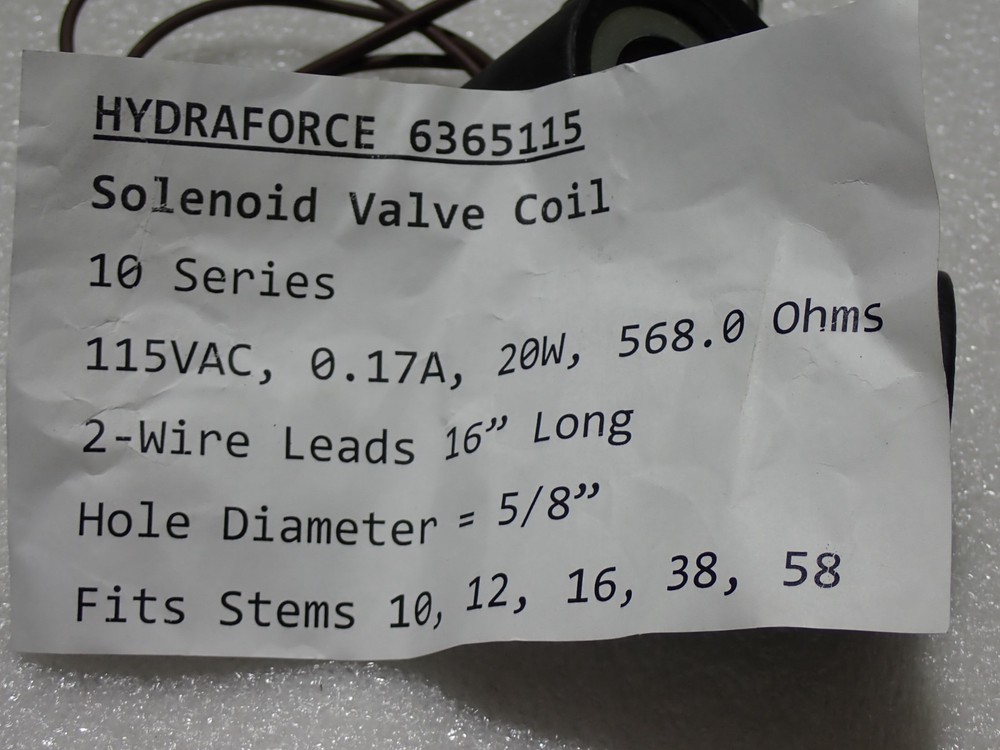 HYDRAFORCE 6365115
Solenoid Valve Coil
10 Series
115VAC, 0.17A, 20W, 568.0 Ohms
2-Wire Leads 16” Long
Hole Diameter = 5/8”
Fits Stems 10, 12, 16, 38, 58